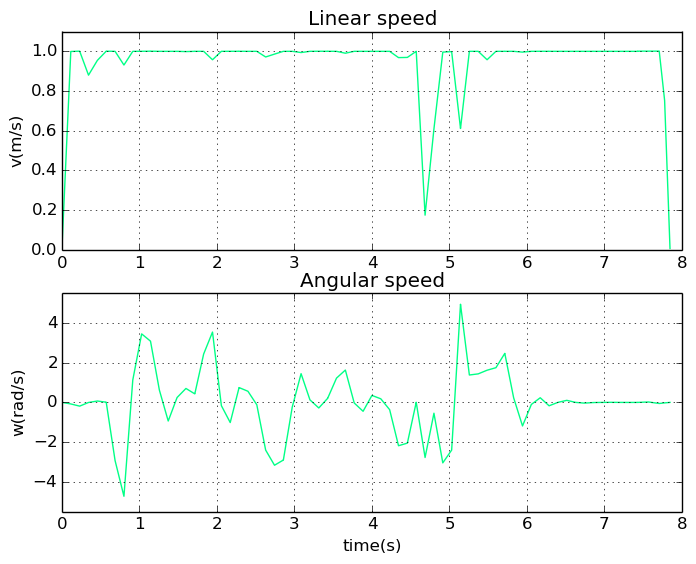 Linear speed
1.0
0.8
0.6
0.4
0.2
0.0
v(m/s)
0 1 2 3 4 5 6 7 8
Angular speed
4
2
0
−2
−4
w(rad/s)
0 1 2 3 4 5 6 7 8
time(s)